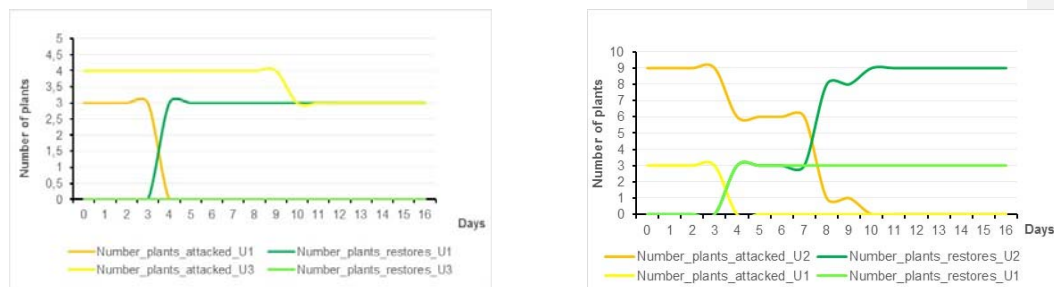 5
4,5
4
3,5
3
2,5
2
1,5
1
0,5
0
Number of plants
0 1 2 3 4 5 6 7 8 9 10 11 12 13 14 15 16
Days
Number_plants_attacked_U1 Number_plants_restores_U1
Number_plants_attacked_U3 Number_plants_restores_U3
10
9
8
7
6
5
4
3
2
1
0
Number of plants
0 1 2 3 4 5 6 7 8 9 10 11 12 13 14 15 16
Days
Number_plants_attacked_U2 Number_plants_restores_U2
Number_plants_attacked_U1 Number_plants_restores_U1